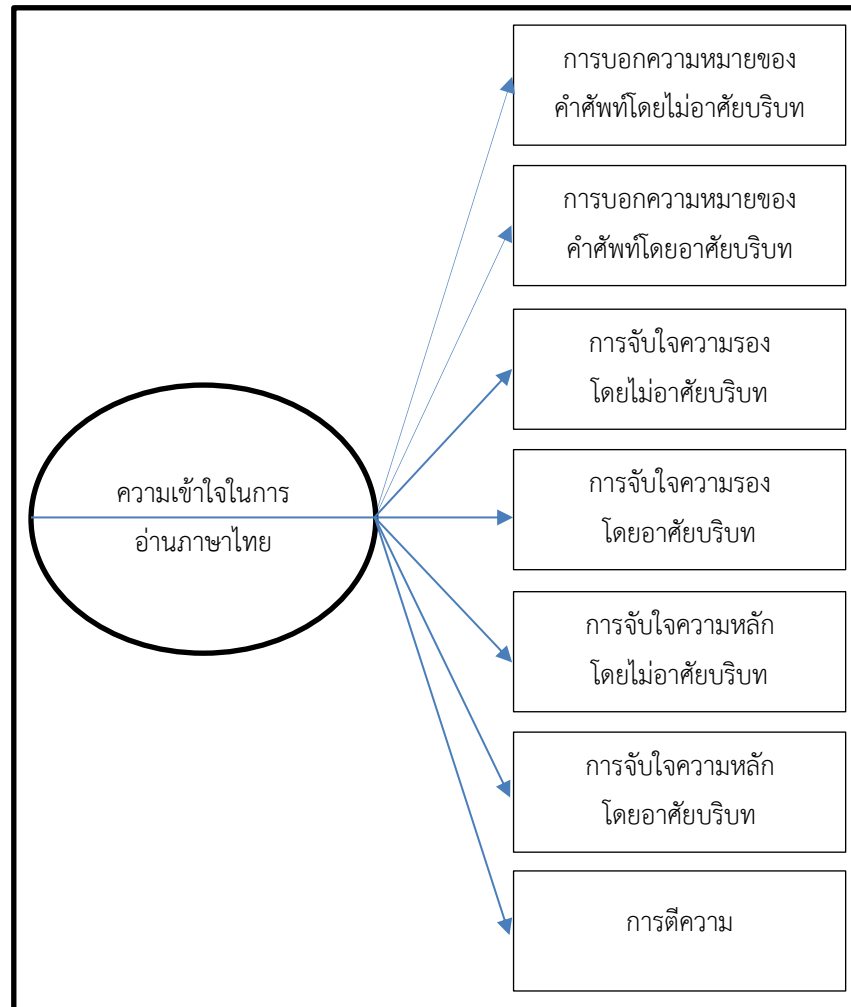 การบอกความหมายของ
คำศัพท์โดยไม่อาศัยบริบท
การบอกความหมายของ
คำศัพท์โดยอาศัยบริบท
การจับใจความรอง
โดยไม่อาศัยบริบท
ความเข้าใจในการ
อ่านภาษาไทย
การจับใจความรอง
โดยอาศัยบริบท
การจับใจความหลัก
โดยไม่อาศัยบริบท
การจับใจความหลัก
โดยอาศัยบริบท
การตีความ